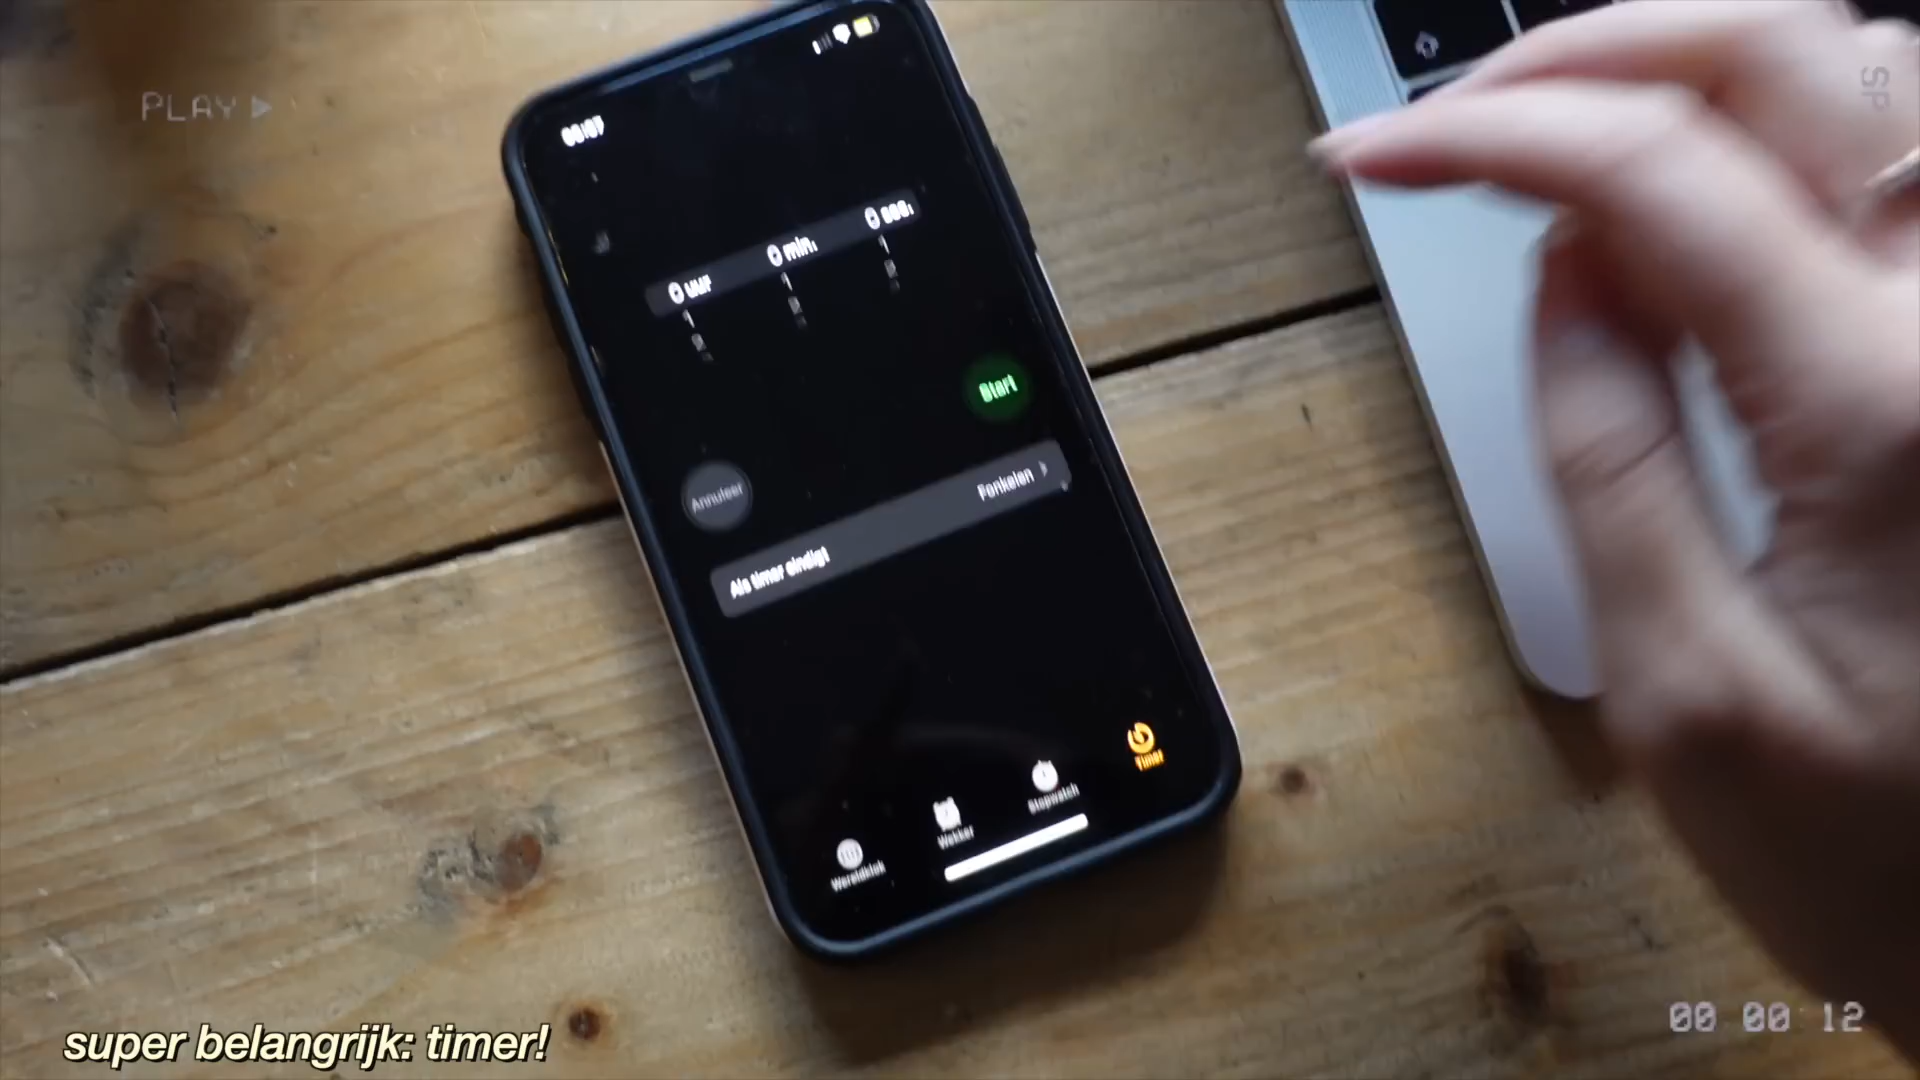 PLAY
SP
0 uur
0 min.
0 sec.
Start
Annuleer
Fonkelen
Als timer eindigt
Wereldklok
Wekker
Stopwatch
Timer
super belangrijk: timer!
00 00 12